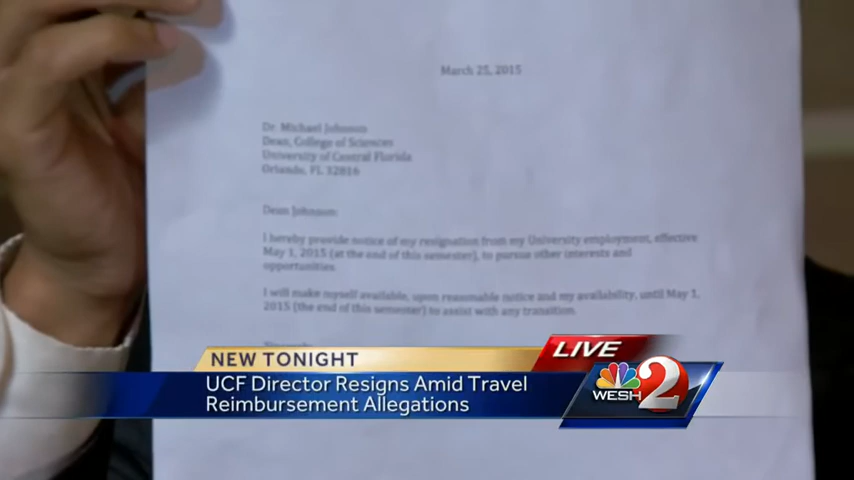 March 25, 2015
Dr. Michael Johnson
Dean, College of Sciences
University of Central Florida
Orlando, FL 32816
Dean Johnson:
I hereby provide notice of my resignation from my University employment, effective
May 1, 2015 (at the end of this semester), to pursue other interests and
opportunities.
I will make myself available, upon reasonable notice and my availability, until May 1,
2015 (the end of this semester) to assist with any transition.
NEW TONIGHT
LIVE
UCF Director Resigns Amid Travel
Reimbursement Allegations
WESH 2